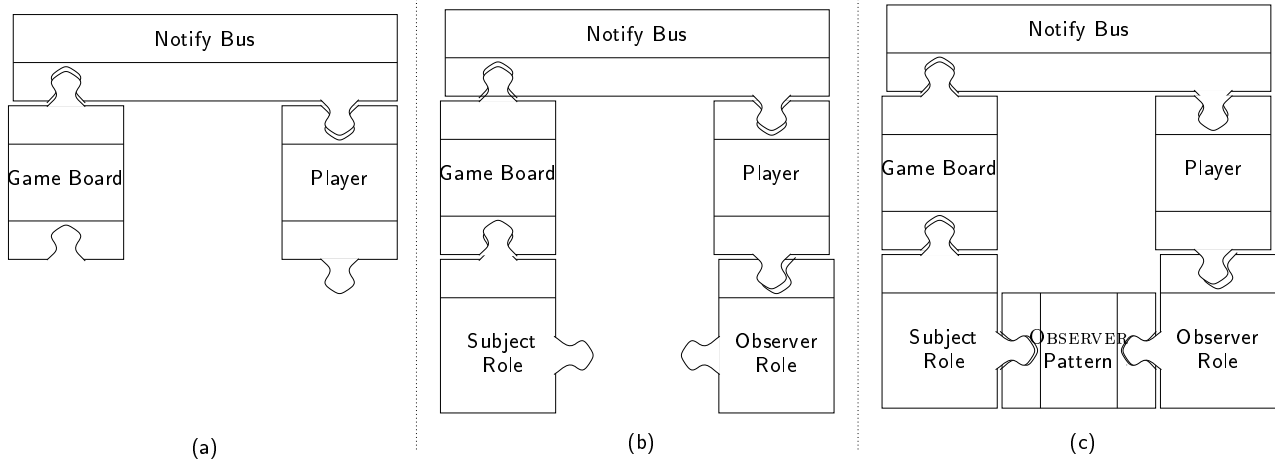 Notify Bus
Game Board
Player
(a)
Notify Bus
Game Board
Player
Subject
Role
Observer
Role
(b)
Notify Bus
Game Board
Player
Subject
Role
OBSERVER
Pattern
Observer
Role
(c)